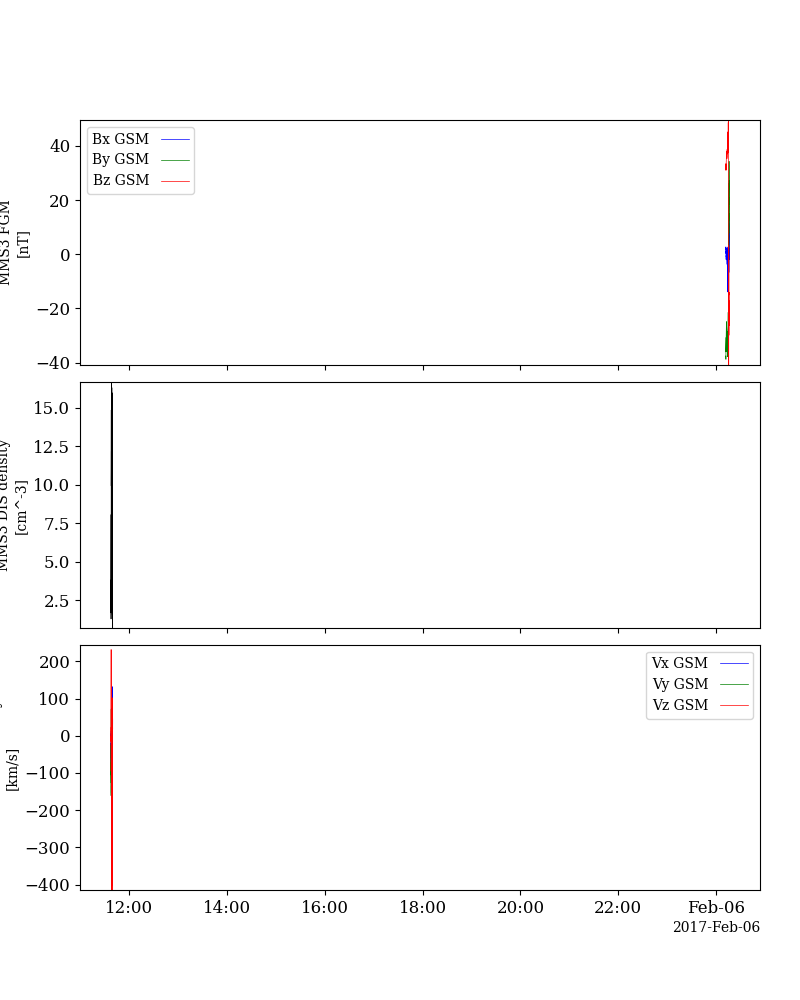 Bx GSM
By GSM
Bz GSM
40
20
0
−20
−40
MMS3 FGM
[nT]
15.0
12.5
10.0
7.5
5.0
2.5
MMS3 DIS density
[cm^-3]
Vx GSM
Vy GSM
Vz GSM
200
100
0
−100
−200
−300
−400
[km/s]
12:00
14:00
16:00
18:00
20:00
22:00
Feb-06
2017-Feb-06